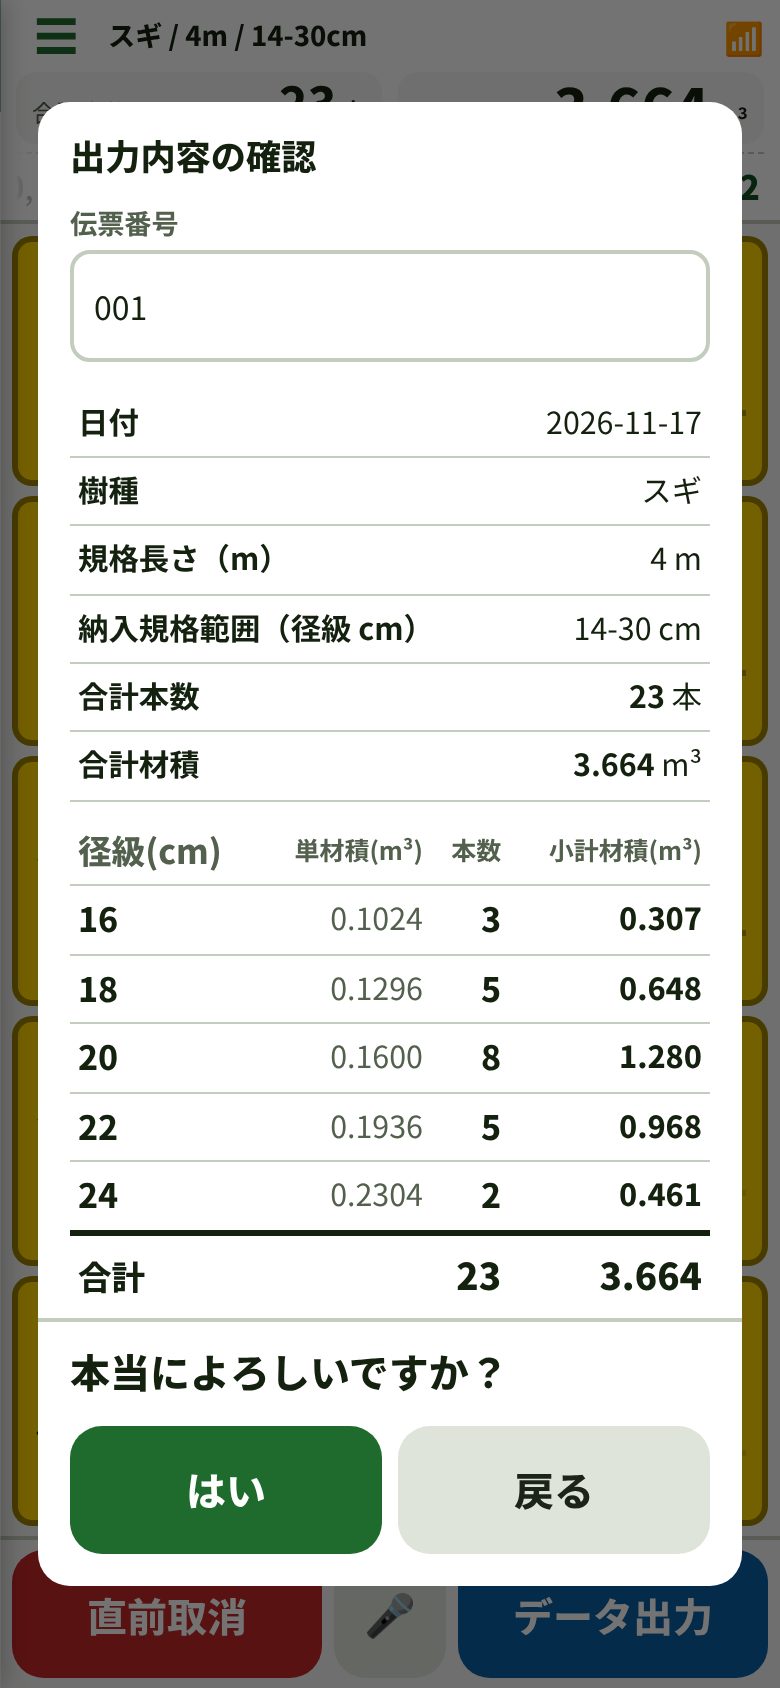 スギ / 4m / 14-30cm
合 23
3.664 3
2
出力内容の確認
伝票番号
001
日付 2026-11-17
樹種 スギ
規格長さ（m） 4 m
納入規格範囲（径級 cm） 14-30 cm
合計本数 23 本
合計材積 3.664 m³
径級(cm) 単材積(m³) 本数 小計材積(m³)
16 0.1024 3 0.307
18 0.1296 5 0.648
20 0.1600 8 1.280
22 0.1936 5 0.968
24 0.2304 2 0.461
合計 23 3.664
本当によろしいですか？
はい 戻る
直前取消 データ出力